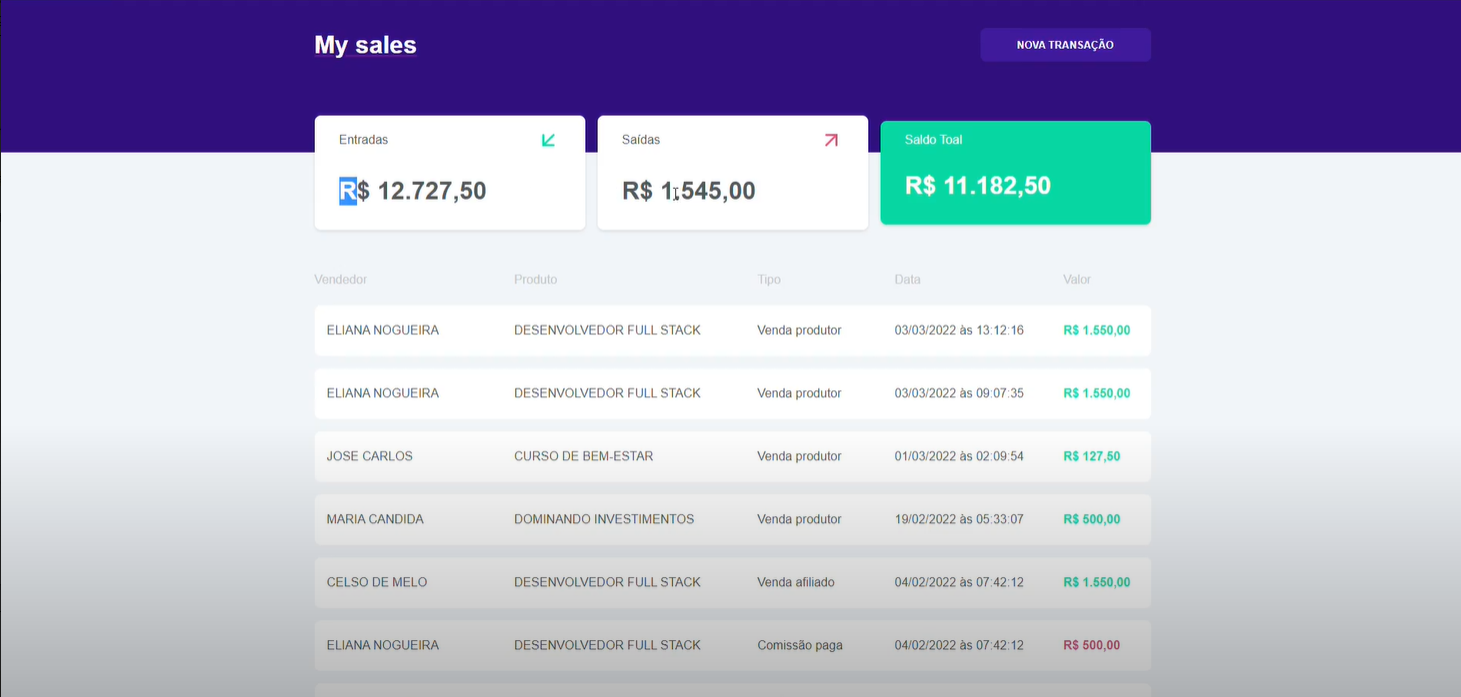 My sales
NOVA TRANSAÇÃO
Entradas
R$ 12.727,50
Saídas
R$ 1.545,00
Saldo Toal
R$ 11.182,50
Vendedor Produto Tipo Data Valor
ELIANA NOGUEIRA DESENVOLVEDOR FULL STACK Venda produtor 03/03/2022 às 13:12:16 R$ 1.550,00
ELIANA NOGUEIRA DESENVOLVEDOR FULL STACK Venda produtor 03/03/2022 às 09:07:35 R$ 1.550,00
JOSE CARLOS CURSO DE BEM-ESTAR Venda produtor 01/03/2022 às 02:09:54 R$ 127,50
MARIA CANDIDA DOMINANDO INVESTIMENTOS Venda produtor 19/02/2022 às 05:33:07 R$ 500,00
CELSO DE MELO DESENVOLVEDOR FULL STACK Venda afiliado 04/02/2022 às 07:42:12 R$ 1.550,00
ELIANA NOGUEIRA DESENVOLVEDOR FULL STACK Comissão paga 04/02/2022 às 07:42:12 R$ 500,00